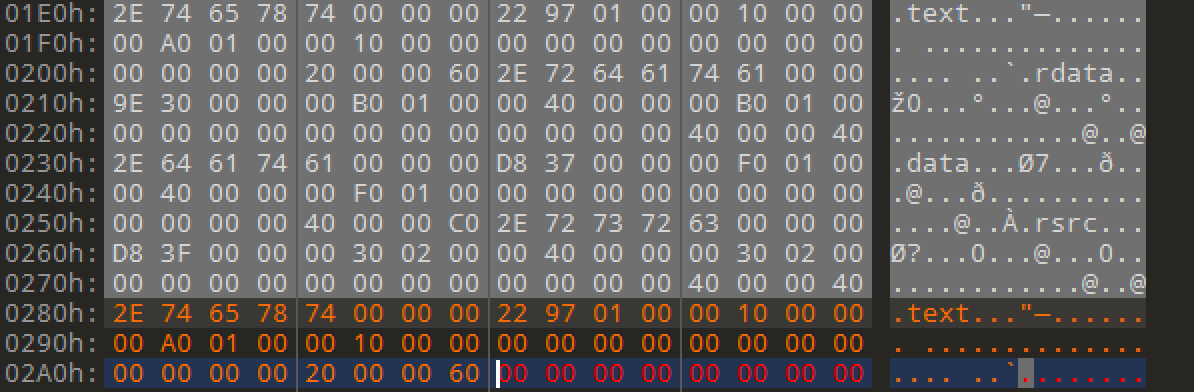 01E0h: 2E 74 65 78 74 00 00 00 22 97 01 00 00 10 00 00 .text..."—......
01F0h: 00 A0 01 00 00 10 00 00 00 00 00 00 00 00 00 00 . ..............
0200h: 00 00 00 00 20 00 00 60 2E 72 64 61 74 61 00 00 .... ..`.rdata..
0210h: 9E 30 00 00 00 B0 01 00 00 40 00 00 00 B0 01 00 ž0...°...@...°..
0220h: 00 00 00 00 00 00 00 00 00 00 00 00 40 00 00 40 ............@..@
0230h: 2E 64 61 74 61 00 00 00 D8 37 00 00 00 F0 01 00 .data...Ø7...ð..
0240h: 00 40 00 00 00 F0 01 00 00 00 00 00 00 00 00 00 .@...ð..........
0250h: 00 00 00 00 40 00 00 C0 2E 72 73 72 63 00 00 00 ....@..À.rsrc...
0260h: D8 3F 00 00 00 30 02 00 00 40 00 00 00 30 02 00 Ø?...0...@...0..
0270h: 00 00 00 00 00 00 00 00 00 00 00 00 40 00 00 40 ............@..@
0280h: 2E 74 65 78 74 00 00 00 22 97 01 00 00 10 00 00 .text..."—......
0290h: 00 A0 01 00 00 10 00 00 00 00 00 00 00 00 00 00 . ..............
02A0h: 00 00 00 00 20 00 00 60 00 00 00 00 00 00 00 00 .... ..`........